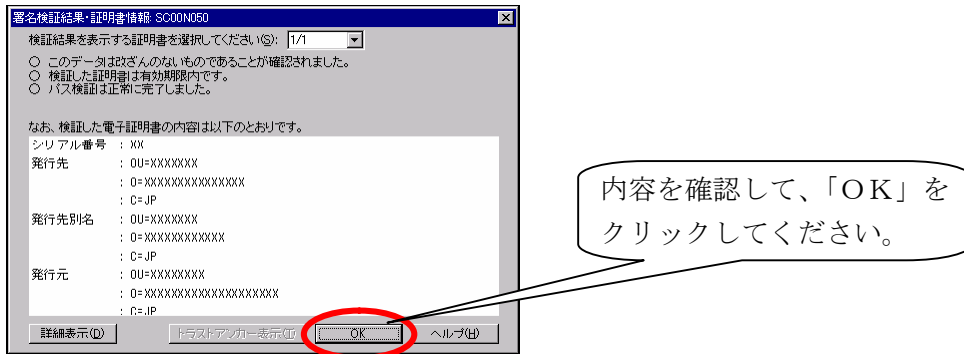 署名検証結果・証明書情報: SC00N050
検証結果を表示する証明書を選択してください(S): 1/1
○ このデータは改ざんのないものであることが確認されました。
○ 検証した証明書は有効期限内です。
○ パス検証は正常に完了しました。
なお、検証した電子証明書の内容は以下のとおりです。
シリアル番号 : XX
発行先 : OU=XXXXXXX
: O=XXXXXXXXXXXXXXX
: C=JP
発行先別名 : OU=XXXXXXX
: O=XXXXXXXXXXXX
: C=JP
発行元 : OU=XXXXXXXX
: O=XXXXXXXXXXXXXXXXXXXX
: C=JP
詳細表示(D) トラストアンカー表示(T) OK ヘルプ(H)
内容を確認して、「ＯＫ」を
クリックしてください。